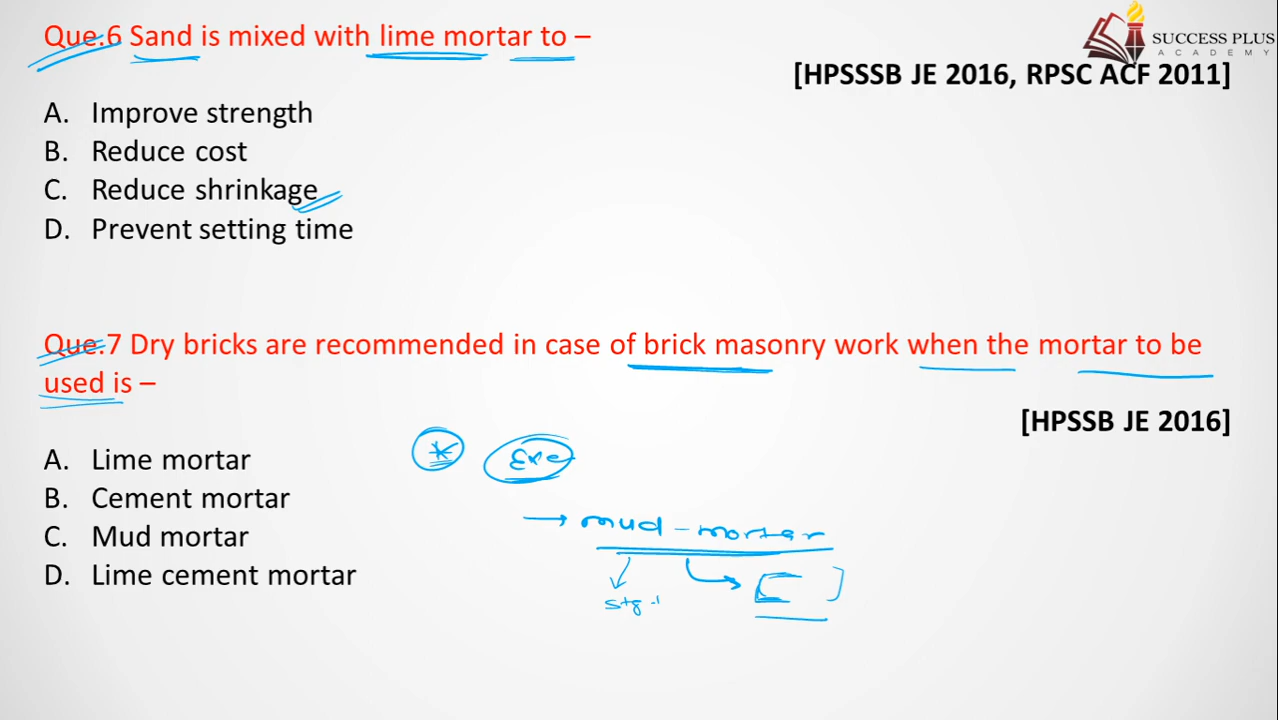 Que.6 Sand is mixed with lime mortar to –
SUCCESS PLUS
ACADEMY
[HPSSSB JE 2016, RPSC ACF 2011]
A. Improve strength
B. Reduce cost
C. Reduce shrinkage
D. Prevent setting time
Que.7 Dry bricks are recommended in case of brick masonry work when the mortar to be
used is –
[HPSSB JE 2016]
A. Lime mortar
B. Cement mortar
C. Mud mortar
D. Lime cement mortar
mud-mortar